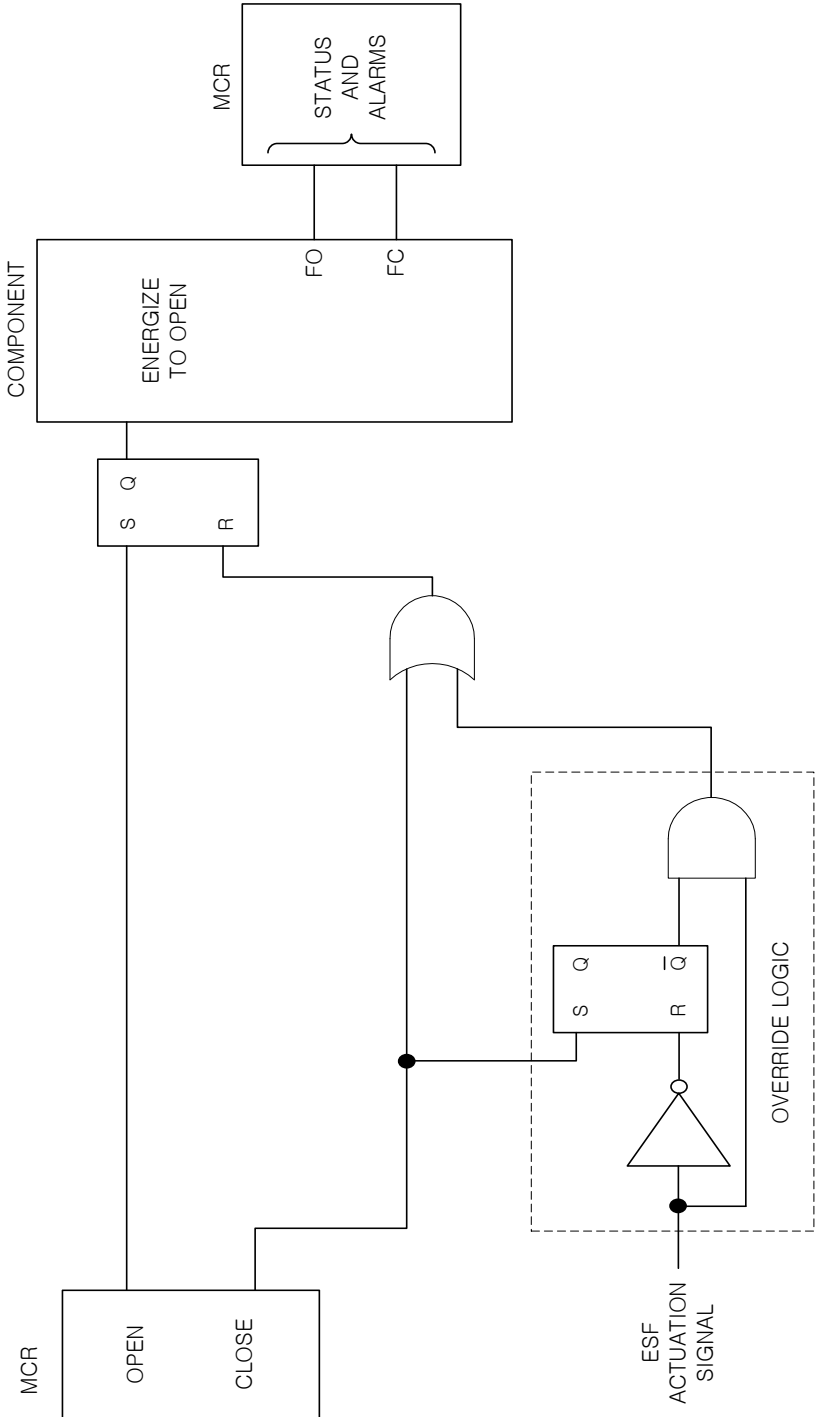 MCR
OPEN
CLOSE
ESF
ACTUATION
SIGNAL
S Q
R Q
OVERRIDE LOGIC
S Q
R
COMPONENT
ENERGIZE
TO OPEN
FO
FC
MCR
STATUS
AND
ALARMS